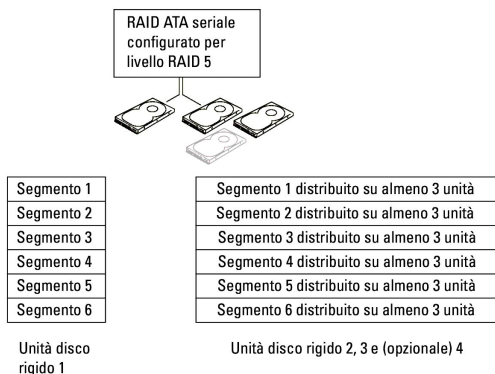 RAID ATA seriale
configurato per
livello RAID 5
Segmento 1
Segmento 2
Segmento 3
Segmento 4
Segmento 5
Segmento 6
Segmento 1 distribuito su almeno 3 unità
Segmento 2 distribuito su almeno 3 unità
Segmento 3 distribuito su almeno 3 unità
Segmento 4 distribuito su almeno 3 unità
Segmento 5 distribuito su almeno 3 unità
Segmento 6 distribuito su almeno 3 unità
Unità disco
rigido 1
Unità disco rigido 2, 3 e (opzionale) 4